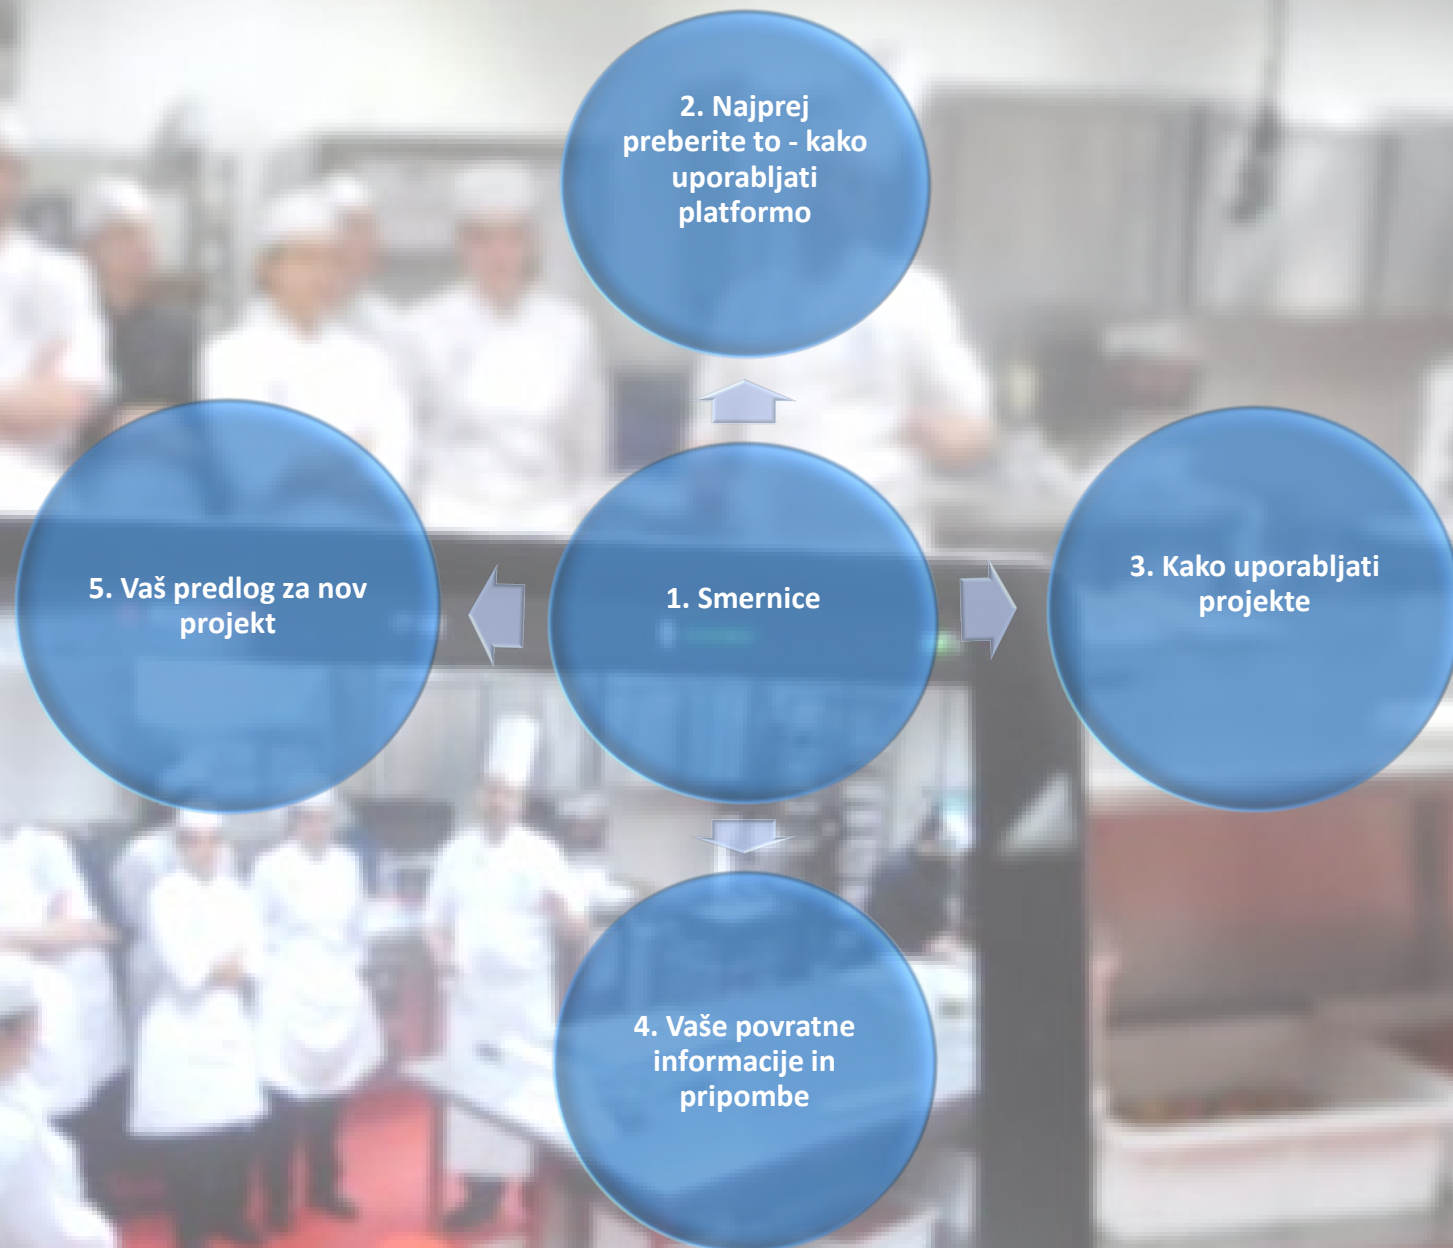 2. Najprej
preberite to - kako
uporabljati
platformo
5. Vaš predlog za nov
projekt
1. Smernice
3. Kako uporabljati
projekte
4. Vaše povratne
informacije in
pripombe